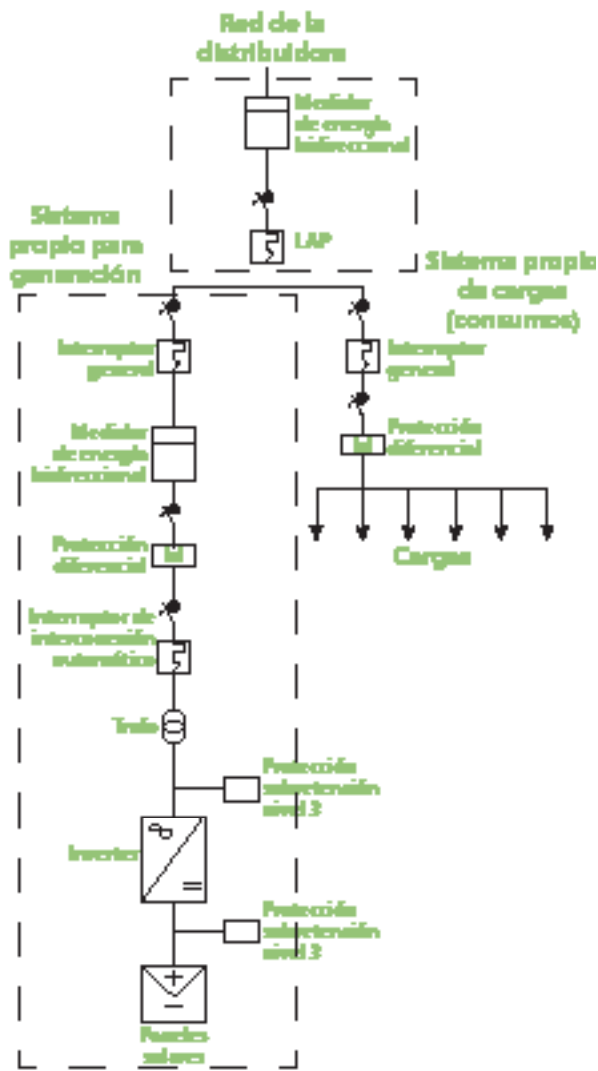 Red de la
distribuidora
Medidor
de energía
bidireccional
LAP
Sistema
propio para
generación
Sistema propio
de cargas
(consumos)
Interruptor
general
Interruptor
general
Medidor
de energía
bidireccional
Protección
diferencial
Protección
diferencial
Cargas
Interruptor de
interconexión
automático
Trafo
Protección
sobretensión
nivel 3
Inverter
Protección
sobretensión
nivel 3
Paneles
solares